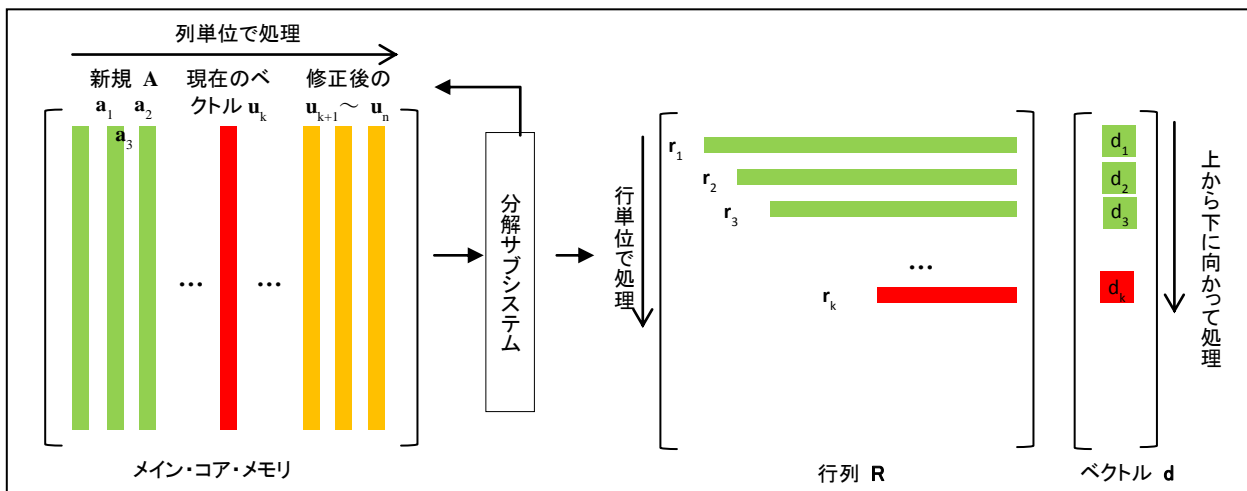 列単位で処理
新規 A
a1 a2
a3
現在のベ
クトル uk
修正後の
uk+1～ un
...
...
メイン・コア・メモリ
分解サブシステム
行単位で処理
r1
r2
r3
...
rk
行列 R
d1
d2
d3
dk
ベクトル d
上から下に向かって処理